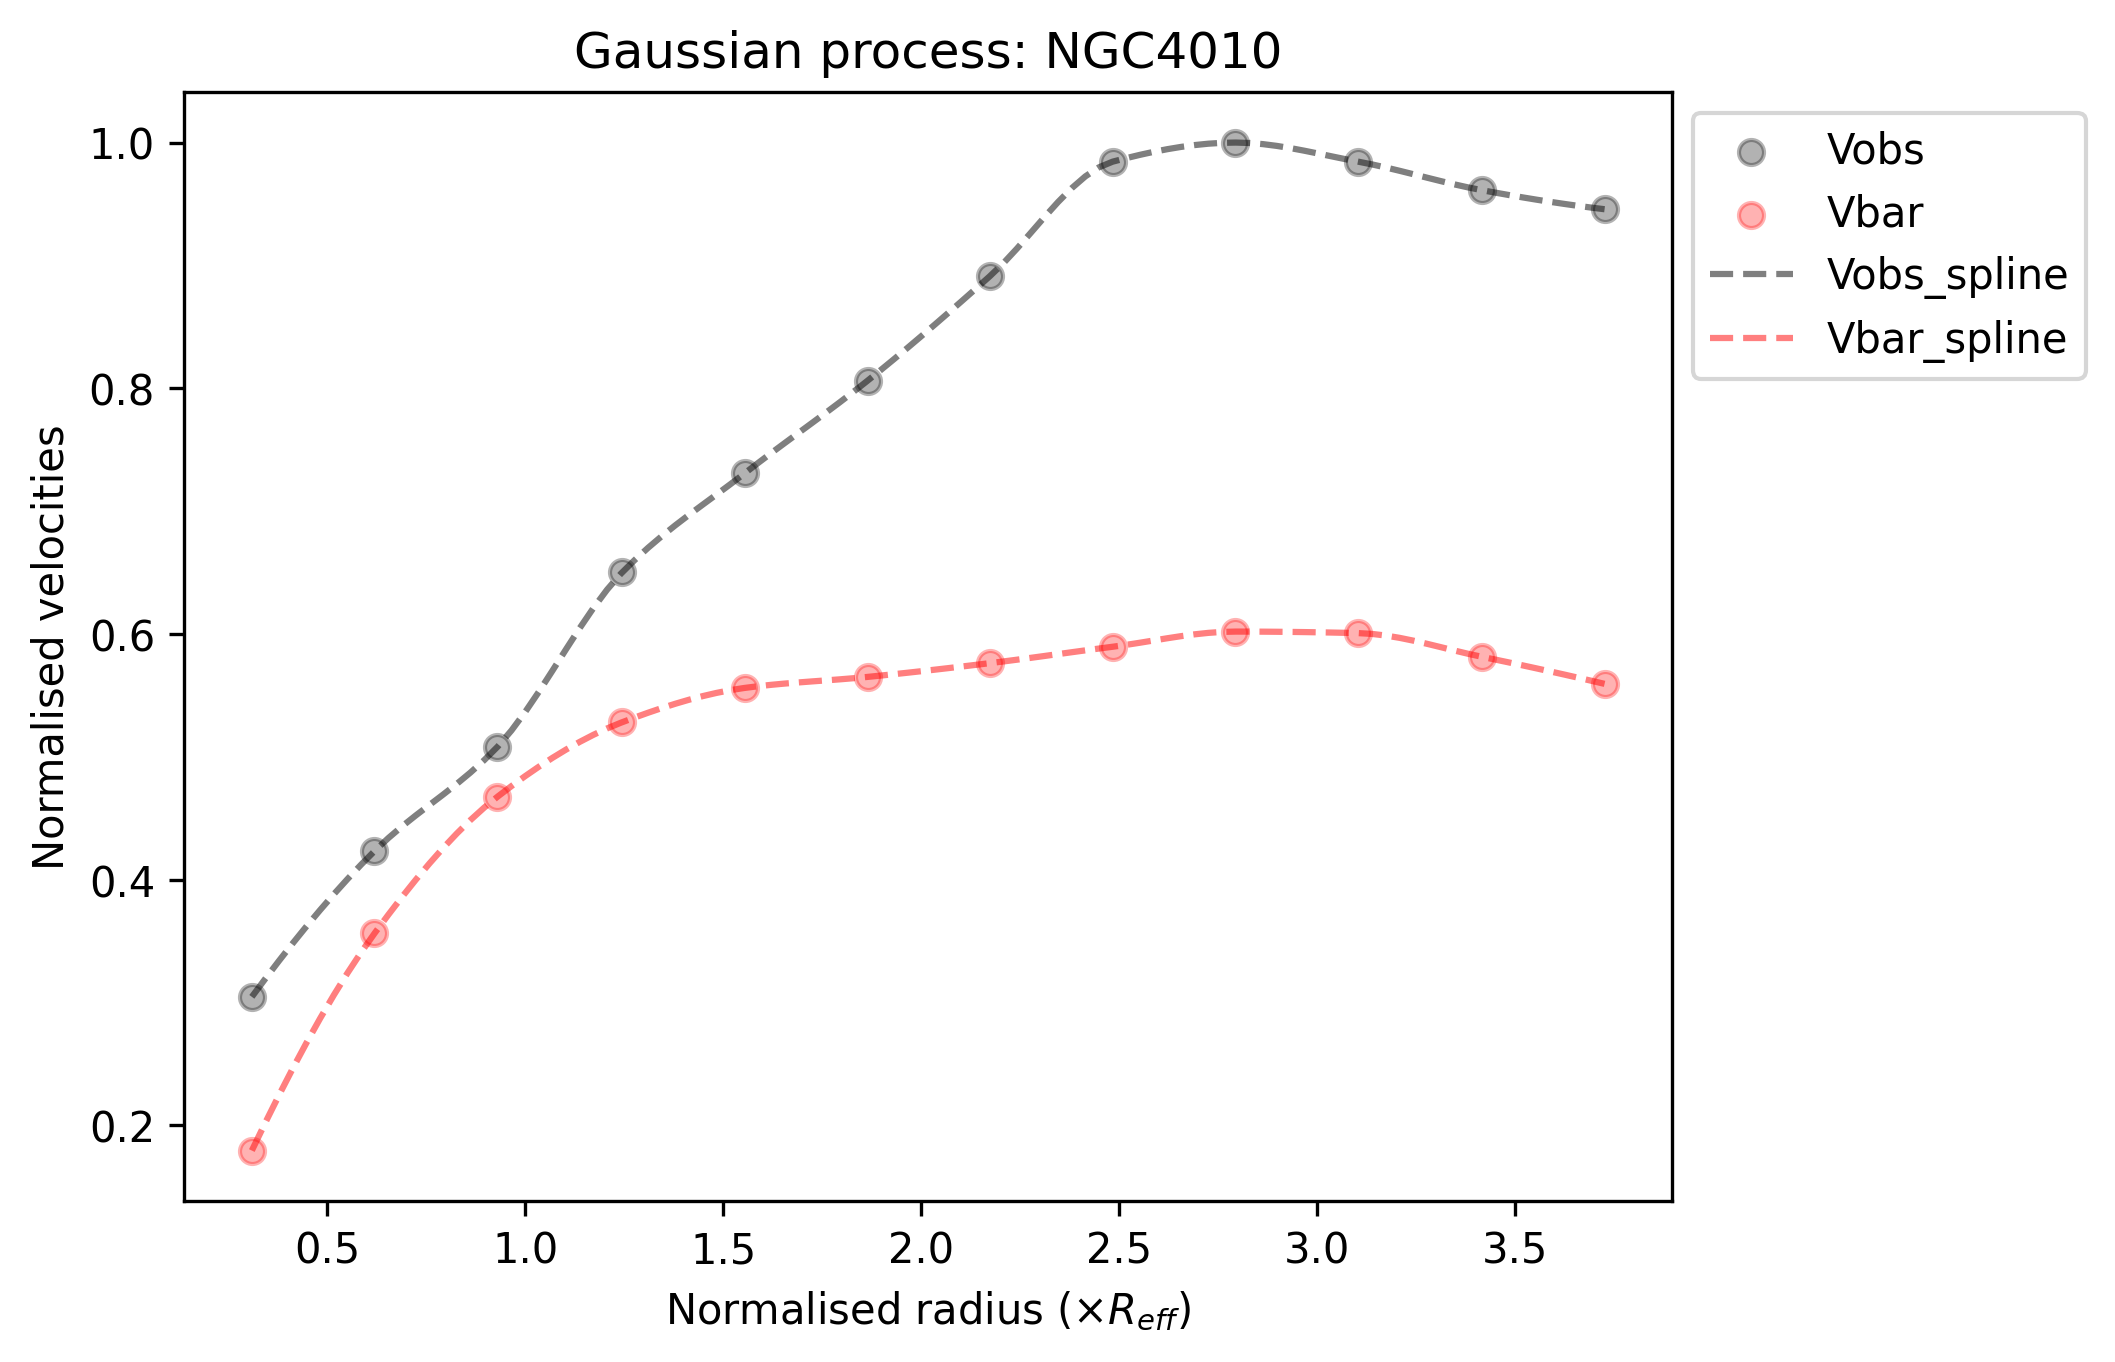 Gaussian process: NGC4010
1.0
0.8
0.6
0.4
0.2
Normalised velocities
0.5 1.0 1.5 2.0 2.5 3.0 3.5
Normalised radius (×R_eff)
Vobs
Vbar
Vobs_spline
Vbar_spline